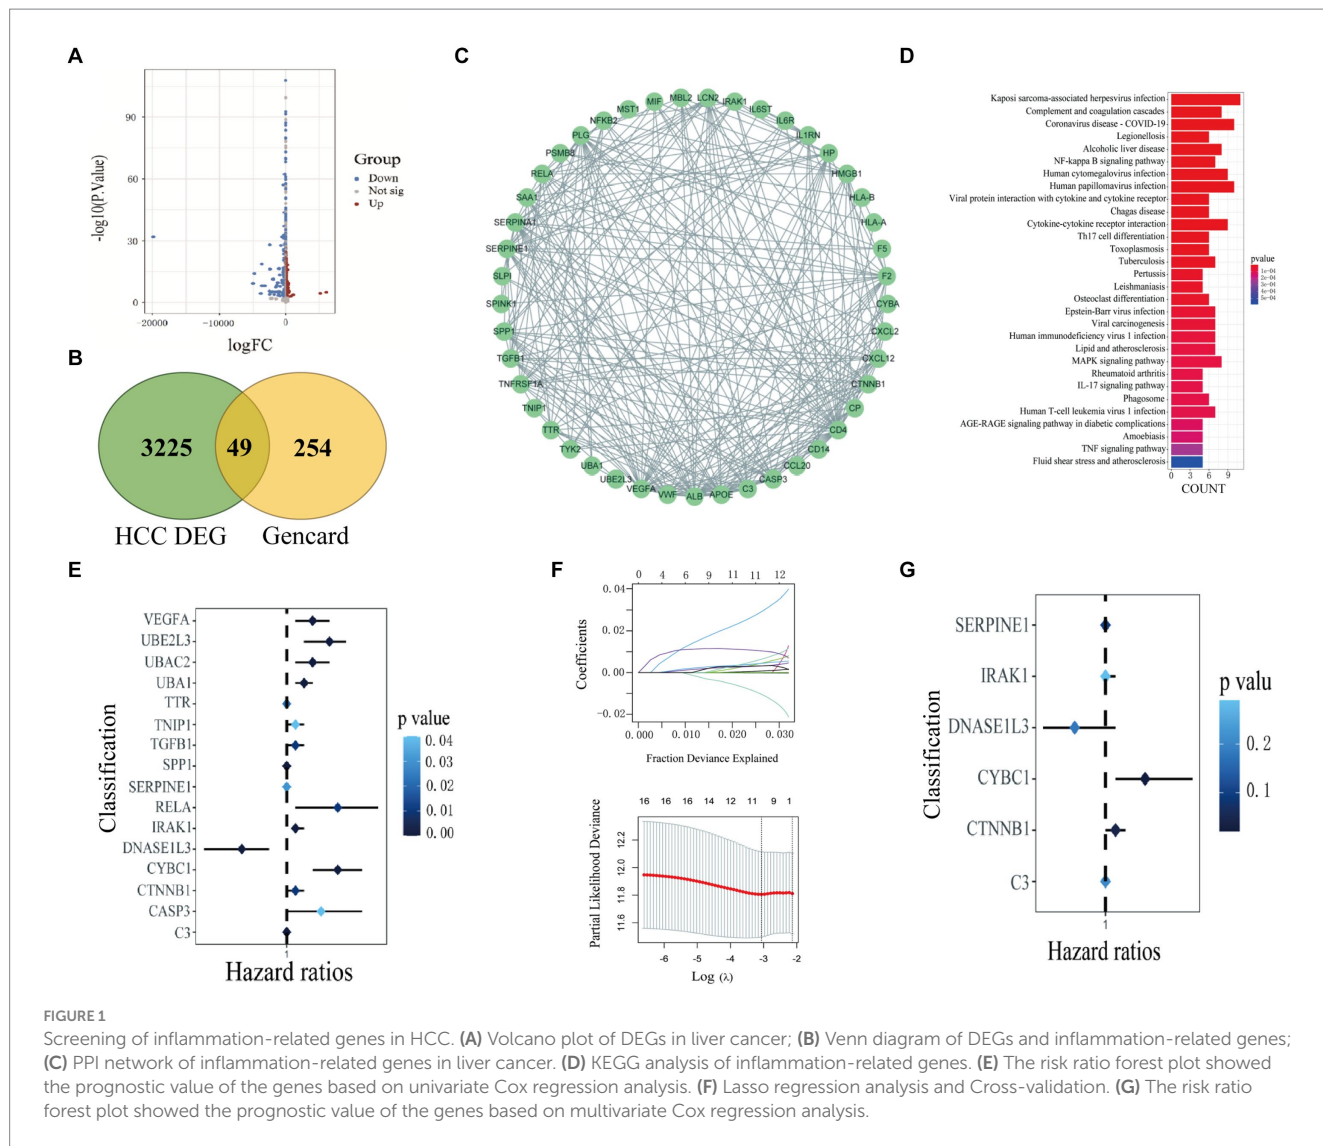 A
90
60
30
0
-log10(P.Value)
-20000
-10000
0
logFC
Group
Down
Not sig
Up
B
3225
49
254
HCC DEG
Gencard
C
MBL2
LCN2
IRAK1
IL6ST
IL6R
IL1RN
HP
HMGB1
HLA-B
HLA-A
F5
F2
CYBA
CXCL2
CXCL12
CTNNB1
CP
CD4
CD14
CCL20
CASP3
C3
APOE
ALB
VWF
VEGFA
UBE2L3
UBA1
TYK2
TTR
TNIP1
TNFRSF1A
TGFB1
SPP1
SPINK1
SLPI
SERPINE1
SERPINA1
SAA1
RELA
PSMB8
PLG
NFKB2
MST1
MIF
D
Kaposi sarcoma-associated herpesvirus infection
Complement and coagulation cascades
Coronavirus disease - COVID-19
Legionellosis
Alcoholic liver disease
NF-kappa B signaling pathway
Human cytomegalovirus infection
Human papillomavirus infection
Viral protein interaction with cytokine and cytokine receptor
Chagas disease
Cytokine-cytokine receptor interaction
Th17 cell differentiation
Toxoplasmosis
Tuberculosis
Pertussis
Leishmaniasis
Osteoclast differentiation
Epstein-Barr virus infection
Viral carcinogenesis
Human immunodeficiency virus 1 infection
Lipid and atherosclerosis
MAPK signaling pathway
Rheumatoid arthritis
IL-17 signaling pathway
Phagosome
Human T-cell leukemia virus 1 infection
AGE-RAGE signaling pathway in diabetic complications
Amoebiasis
TNF signaling pathway
Fluid shear stress and atherosclerosis
0 3 6 9
COUNT
pvalue
1e-04
2e-04
3e-04
4e-04
5e-04
E
Classification
VEGFA
UBE2L3
UBAC2
UBA1
TTR
TNIP1
TGFB1
SPP1
SERPINE1
RELA
IRAK1
DNASE1L3
CYBC1
CTNNB1
CASP3
C3
1
Hazard ratios
p value
0.04
0.03
0.02
0.01
0.00
F
0 4 6 9 11 11 12
Coefficients
0.04
0.02
0.00
-0.02
0.000 0.010 0.020 0.030
Fraction Deviance Explained
16 16 16 14 12 11 9 1
Partial Likelihood Deviance
12.2
12.0
11.8
11.6
-6 -5 -4 -3 -2
Log (λ)
G
Classification
SERPINE1
IRAK1
DNASE1L3
CYBC1
CTNNB1
C3
1
Hazard ratios
p valu
0.2
0.1
FIGURE 1
Screening of inflammation-related genes in HCC. (A) Volcano plot of DEGs in liver cancer; (B) Venn diagram of DEGs and inflammation-related genes;
(C) PPI network of inflammation-related genes in liver cancer. (D) KEGG analysis of inflammation-related genes. (E) The risk ratio forest plot showed
the prognostic value of the genes based on univariate Cox regression analysis. (F) Lasso regression analysis and Cross-validation. (G) The risk ratio
forest plot showed the prognostic value of the genes based on multivariate Cox regression analysis.